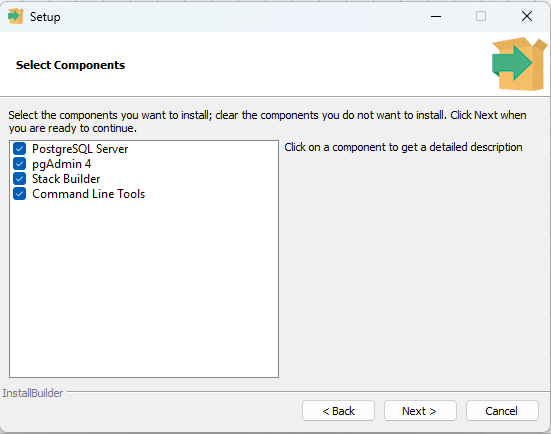 Setup
Select Components
Select the components you want to install; clear the components you do not want to install. Click Next when
you are ready to continue.
PostgreSQL Server
Click on a component to get a detailed description
pgAdmin 4
Stack Builder
Command Line Tools
InstallBuilder
< Back
Next >
Cancel